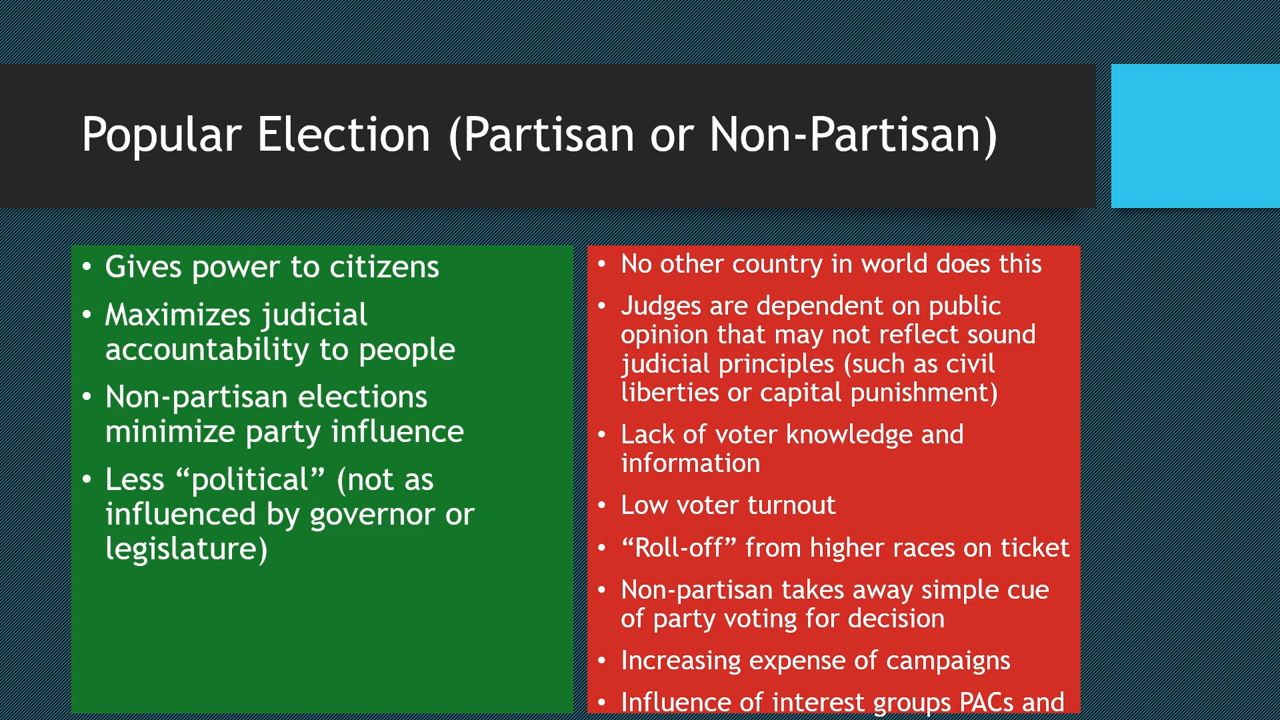 Popular Election (Partisan or Non-Partisan)
• Gives power to citizens
• Maximizes judicial
accountability to people
• Non-partisan elections
minimize party influence
• Less “political” (not as
influenced by governor or
legislature)
• No other country in world does this
• Judges are dependent on public
opinion that may not reflect sound
judicial principles (such as civil
liberties or capital punishment)
• Lack of voter knowledge and
information
• Low voter turnout
• “Roll-off” from higher races on ticket
• Non-partisan takes away simple cue
of party voting for decision
• Increasing expense of campaigns
• Influence of interest groups PACs and